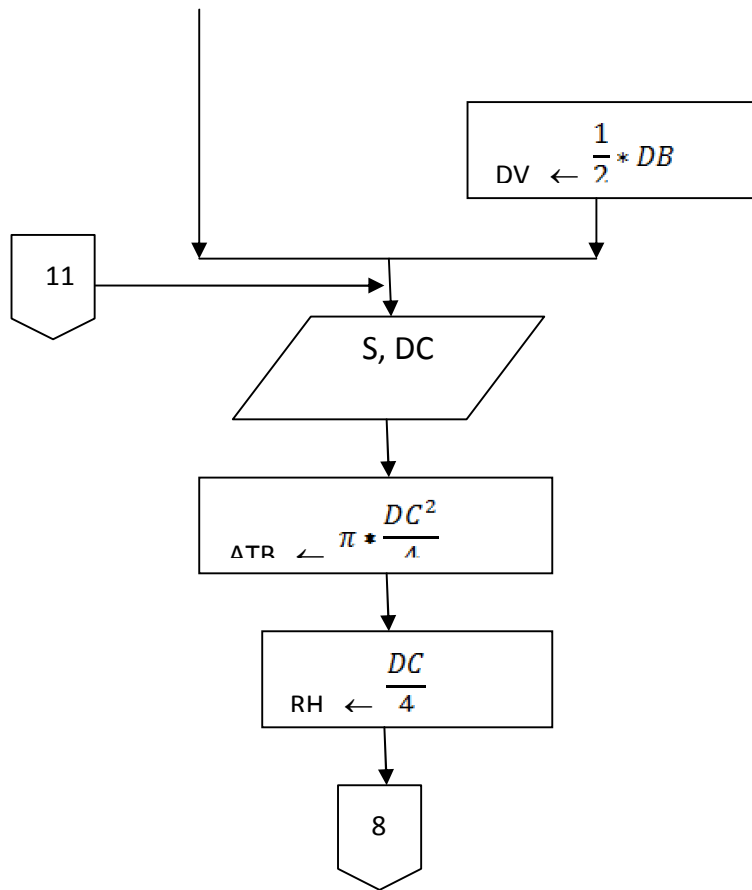 DV ← 1/2 * DB
11
S, DC
ATB ← π * DC²/4
RH ← DC/4
8